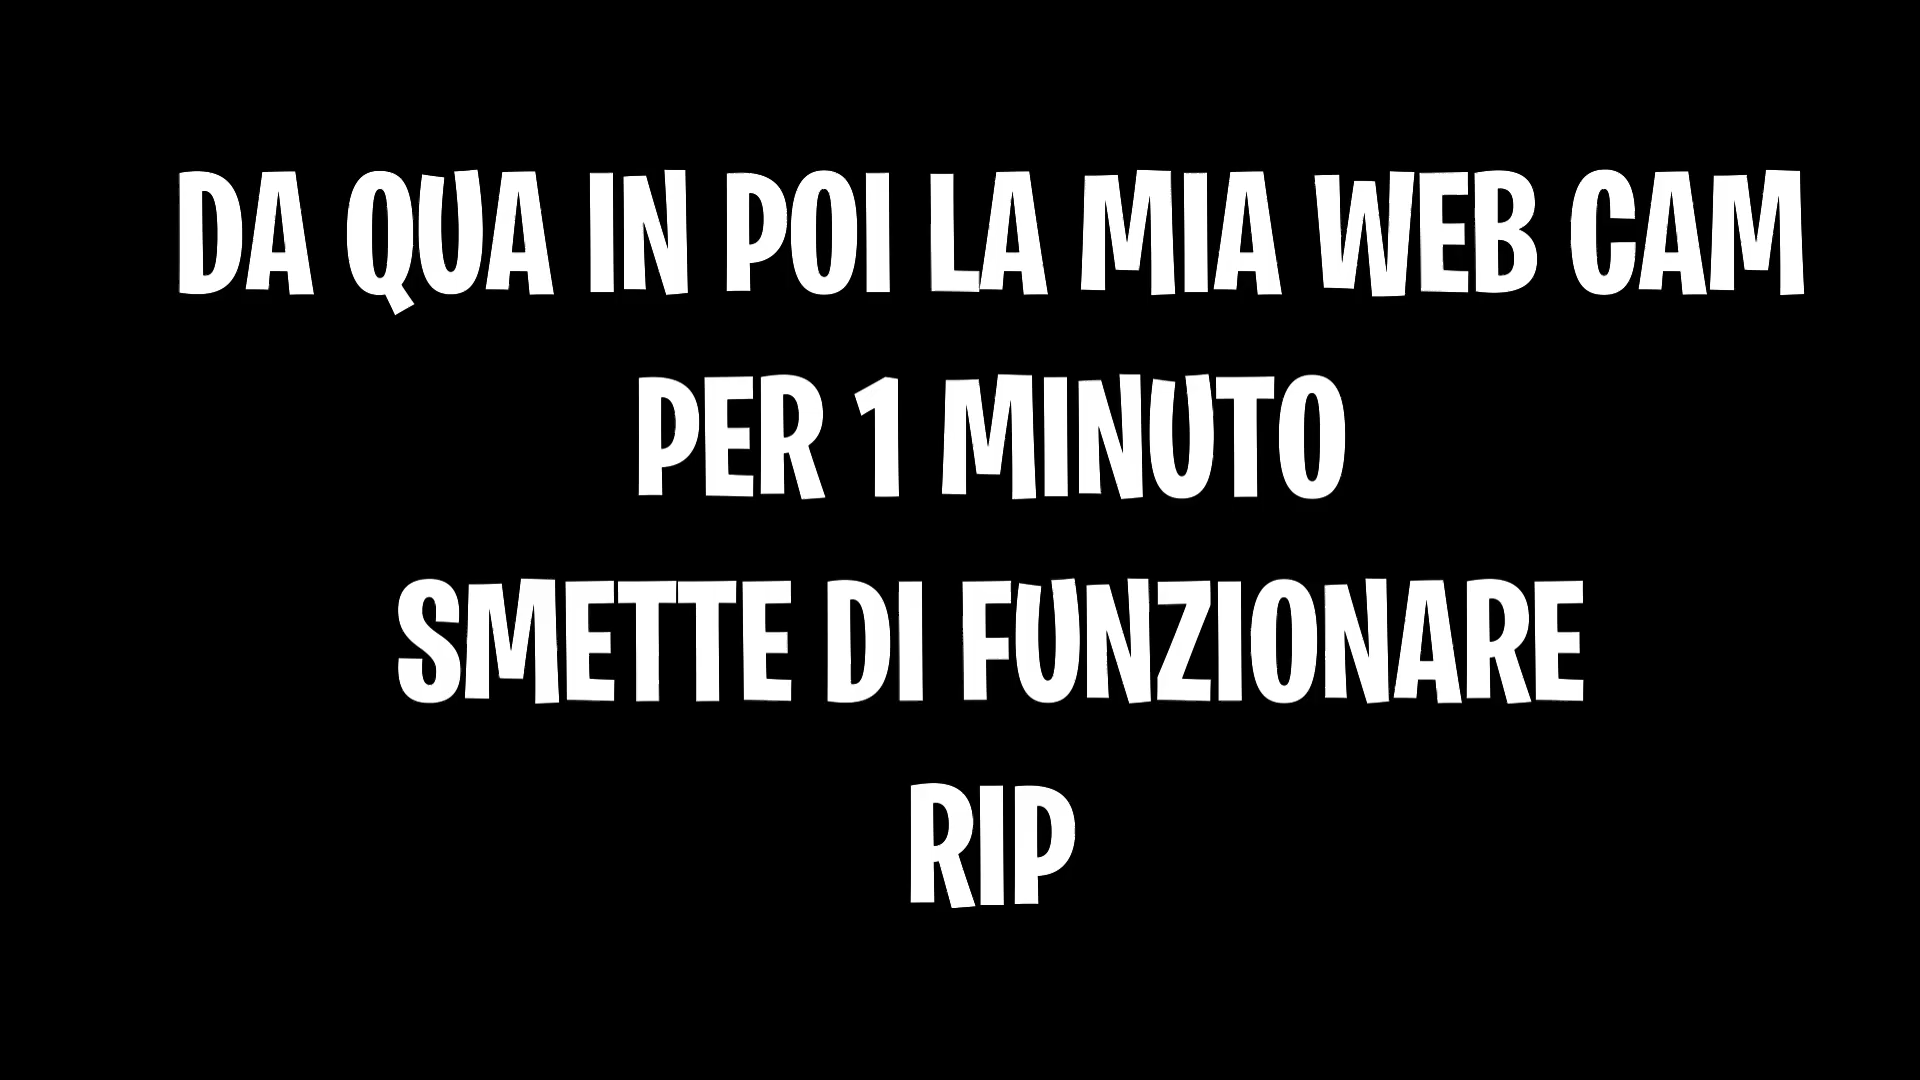 DA QUA IN POI LA MIA WEB CAM
PER 1 MINUTO
SMETTE DI FUNZIONARE
RIP